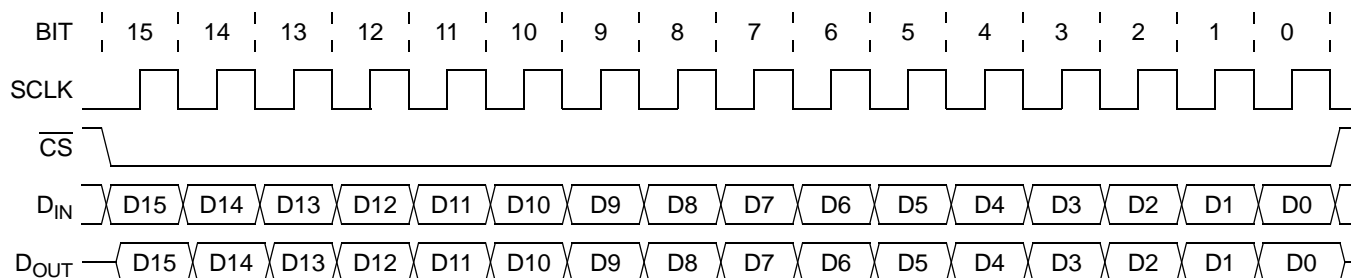 BIT 15 14 13 12 11 10 9 8 7 6 5 4 3 2 1 0
SCLK
CS
DIN D15 D14 D13 D12 D11 D10 D9 D8 D7 D6 D5 D4 D3 D2 D1 D0
DOUT D15 D14 D13 D12 D11 D10 D9 D8 D7 D6 D5 D4 D3 D2 D1 D0